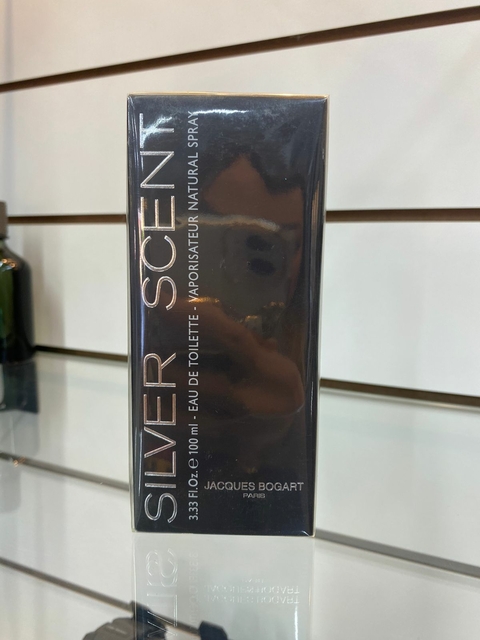 SILVER SCENT
3.33 Fl.Oz. ℮ 100 ml - EAU DE TOILETTE - VAPORISATEUR NATURAL SPRAY
JACQUES BOGART
PARIS